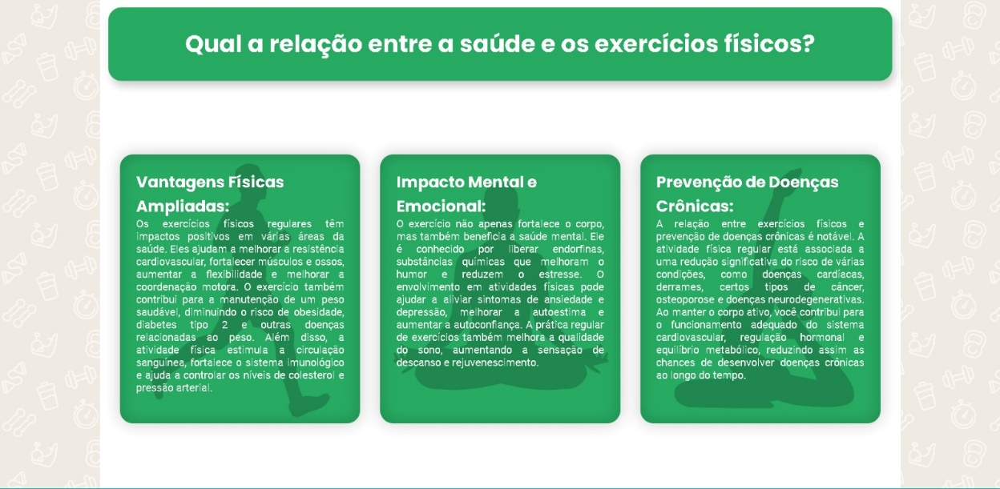 Qual a relação entre a saúde e os exercícios físicos?
Vantagens Físicas
Ampliadas:
Os exercícios físicos regulares têm
impactos positivos em várias áreas da
saúde. Eles ajudam a melhorar a resistência
cardiovascular, fortalecer músculos e ossos,
aumentar a flexibilidade e melhorar a
coordenação motora. O exercício também
contribui para a manutenção de um peso
saudável, diminuindo o risco de obesidade,
diabetes tipo 2 e outras doenças
relacionadas ao peso. Além disso, a
atividade física estimula a circulação
sanguínea, fortalece o sistema imunológico
e ajuda a controlar os níveis de colesterol e
pressão arterial.
Impacto Mental e
Emocional:
O exercício não apenas fortalece o corpo,
mas também beneficia a saúde mental. Ele
é conhecido por liberar endorfinas,
substâncias químicas que melhoram o
humor e reduzem o estresse. O
envolvimento em atividades físicas pode
ajudar a aliviar sintomas de ansiedade e
depressão, melhorar a autoestima e
aumentar a autoconfiança. A prática regular
de exercícios também melhora a qualidade
do sono, aumentando a sensação de
descanso e rejuvenescimento.
Prevenção de Doenças
Crônicas:
A relação entre exercícios físicos e
prevenção de doenças crônicas é notável. A
atividade física regular está associada a
uma redução significativa do risco de várias
condições, como doenças cardíacas,
derrames, certos tipos de câncer,
osteoporose e doenças neurodegenerativas.
Ao manter o corpo ativo, você contribui para
o funcionamento adequado do sistema
cardiovascular, regulação hormonal e
equilíbrio metabólico, reduzindo assim as
chances de desenvolver doenças crônicas
ao longo do tempo.